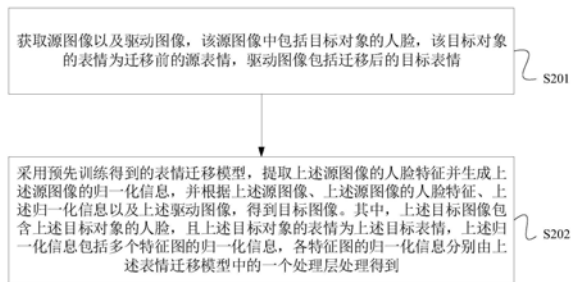 获取源图像以及驱动图像，该源图像中包括目标对象的人脸，该目标对象
的表情为迁移前的源表情，驱动图像包括迁移后的目标表情
S201
采用预先训练得到的表情迁移模型，提取上述源图像的人脸特征并生成上
述源图像的归一化信息，并根据上述源图像、上述源图像的人脸特征、上
述归一化信息以及上述驱动图像，得到目标图像。其中，上述目标图像包
含上述目标对象的人脸，且上述目标对象的表情为上述目标表情，上述归
一化信息包括多个特征图的归一化信息，各特征图的归一化信息分别由上
述表情迁移模型中的一个处理层处理得到
S202